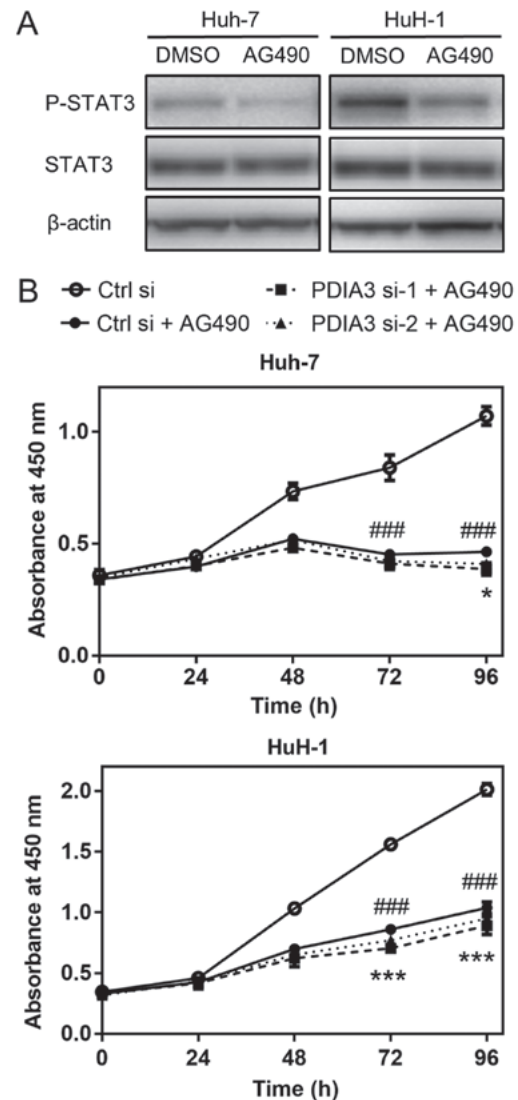 A
Huh-7 HuH-1
DMSO AG490 DMSO AG490
P-STAT3
STAT3
β-actin
B
Ctrl si PDIA3 si-1 + AG490
Ctrl si + AG490 PDIA3 si-2 + AG490
Huh-7
Absorbance at 450 nm
1.0
0.5
0.0
### ###
*
0 24 48 72 96
Time (h)
HuH-1
Absorbance at 450 nm
2.0
1.5
1.0
0.5
0.0
### ###
*** ***
0 24 48 72 96
Time (h)